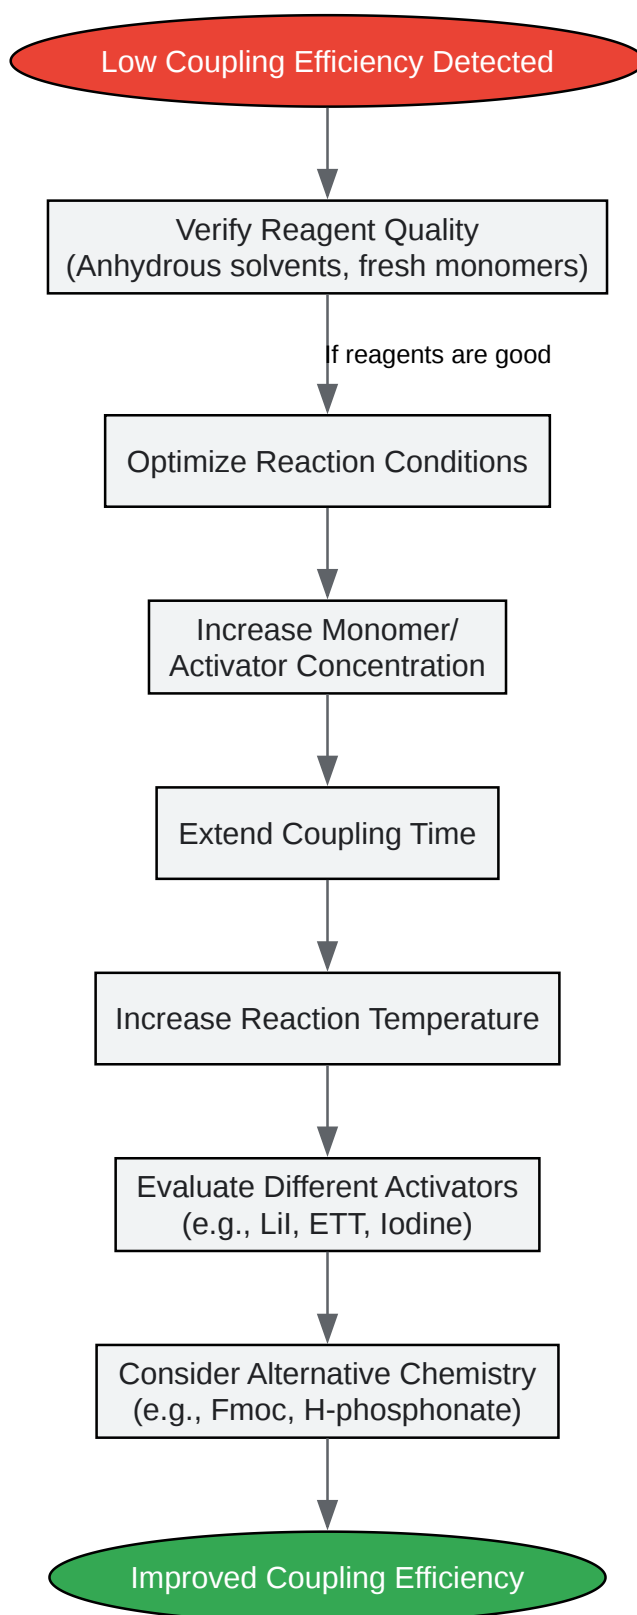 Low Coupling Efficiency Detected
Verify Reagent Quality
(Anhydrous solvents, fresh monomers)
If reagents are good
Optimize Reaction Conditions
Increase Monomer/
Activator Concentration
Extend Coupling Time
Increase Reaction Temperature
Evaluate Different Activators
(e.g., LiI, ETT, Iodine)
Consider Alternative Chemistry
(e.g., Fmoc, H-phosphonate)
Improved Coupling Efficiency